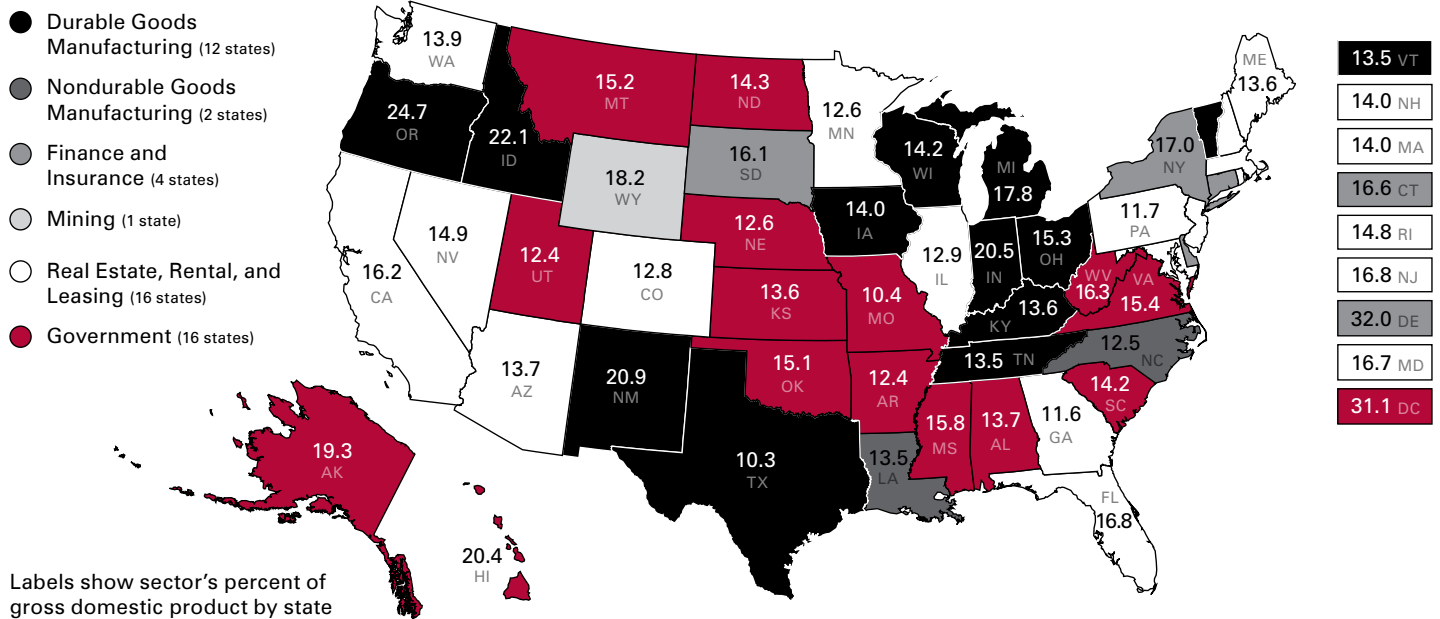 Durable Goods
Manufacturing (12 states)
Nondurable Goods
Manufacturing (2 states)
Finance and
Insurance (4 states)
Mining (1 state)
Real Estate, Rental, and
Leasing (16 states)
Government (16 states)
13.9
WA
24.7
OR
22.1
ID
15.2
MT
14.3
ND
12.6
MN
16.1
SD
18.2
WY
14.2
WI
MI
17.8
17.0
NY
ME
13.6
14.9
NV
16.2
CA
12.4
UT
12.8
CO
12.6
NE
14.0
IA
12.9
IL
20.5
IN
15.3
OH
11.7
PA
WV
16.3
VA
15.4
13.6
KS
10.4
MO
13.6
KY
13.5 TN
12.5
NC
13.7
AZ
20.9
NM
15.1
OK
12.4
AR
14.2
SC
15.8
MS
13.7
AL
11.6
GA
10.3
TX
13.5
LA
FL
16.8
19.3
AK
20.4
HI
13.5 VT
14.0 NH
14.0 MA
16.6 CT
14.8 RI
16.8 NJ
32.0 DE
16.7 MD
31.1 DC
Labels show sector's percent of
gross domestic product by state